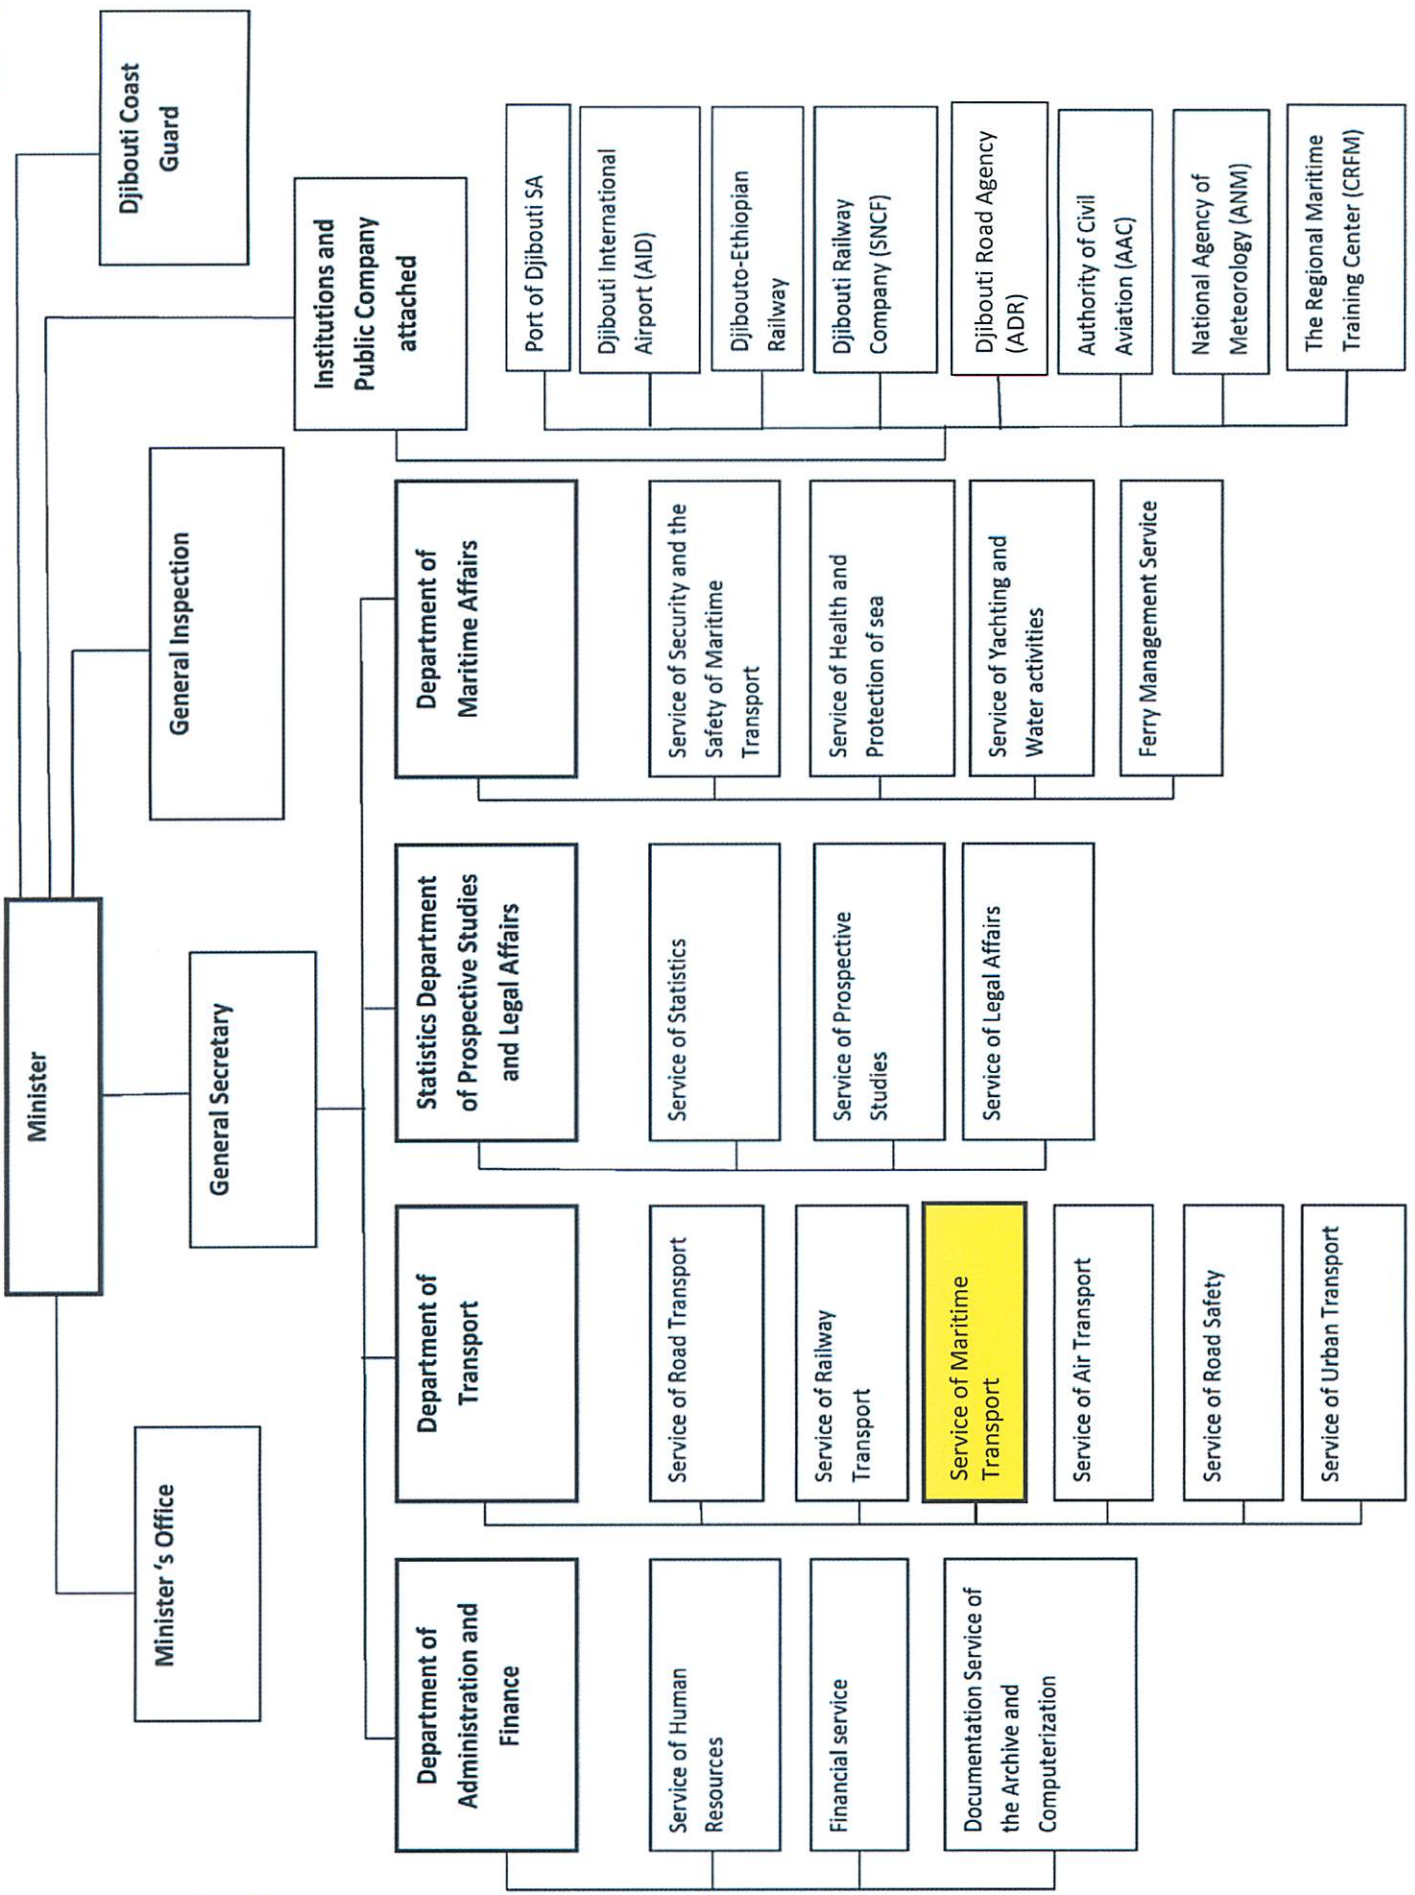 Minister
Djibouti Coast
Guard
Minister 's Office
General Secretary
General Inspection
Institutions and
Public Company
attached
Department of
Administration and
Finance
Service of Human
Resources
Financial service
Documentation Service of
the Archive and
Computerization
Department of
Transport
Service of Road Transport
Service of Railway
Transport
Service of Maritime
Transport
Service of Air Transport
Service of Road Safety
Service of Urban Transport
Statistics Department
of Prospective Studies
and Legal Affairs
Service of Statistics
Service of Prospective
Studies
Service of Legal Affairs
Department of
Maritime Affairs
Service of Security and the
Safety of Maritime
Transport
Service of Health and
Protection of sea
Service of Yachting and
Water activities
Ferry Management Service
Port of Djibouti SA
Djibouti International
Airport (AID)
Djibouto-Ethiopian
Railway
Djibouti Railway
Company (SNCF)
Djibouti Road Agency
(ADR)
Authority of Civil
Aviation (AAC)
National Agency of
Meteorology (ANM)
The Regional Maritime
Training Center (CRFM)